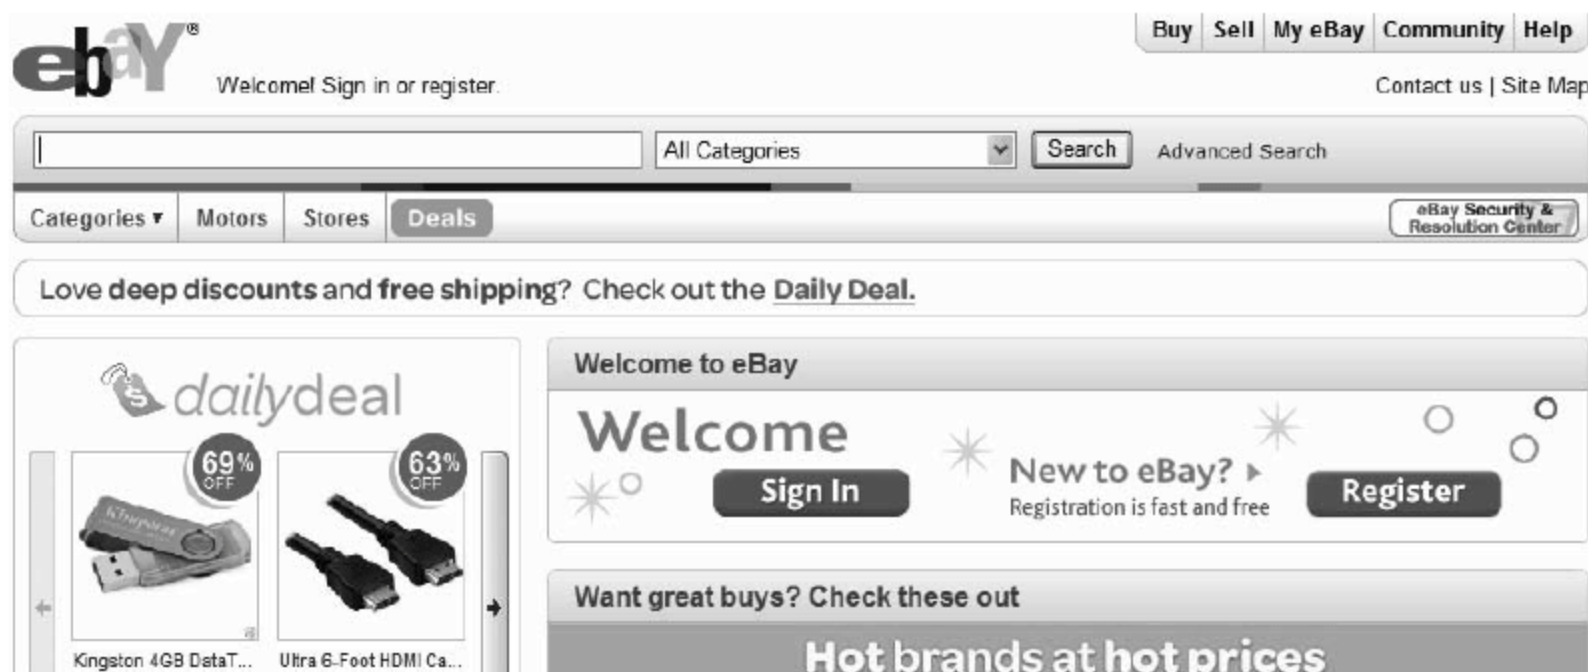 ebaY®
Buy Sell My eBay Community Help
Welcome! Sign in or register.
Contact us | Site Map
All Categories
Search
Advanced Search
Categories ▼ Motors Stores Deals
eBay Security &
Resolution Center
Love deep discounts and free shipping? Check out the Daily Deal.
dailydeal
69% OFF
63% OFF
Kingston
Kingston 4GB DataT...
Ultra 6-Foot HDMI Ca...
Welcome to eBay
Welcome
Sign In
New to eBay?
Registration is fast and free
Register
Want great buys? Check these out
Hot brands at hot prices